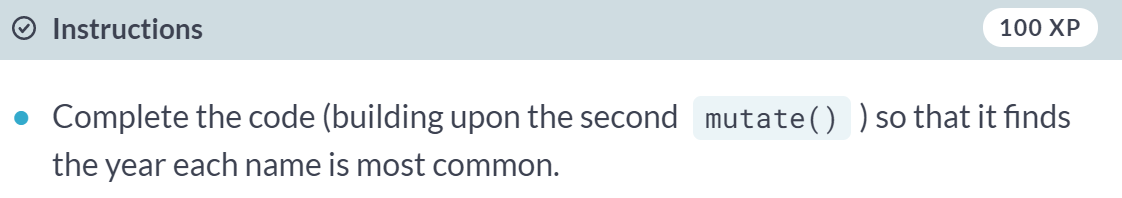 Instructions
100 XP
Complete the code (building upon the second mutate() ) so that it finds
the year each name is most common.